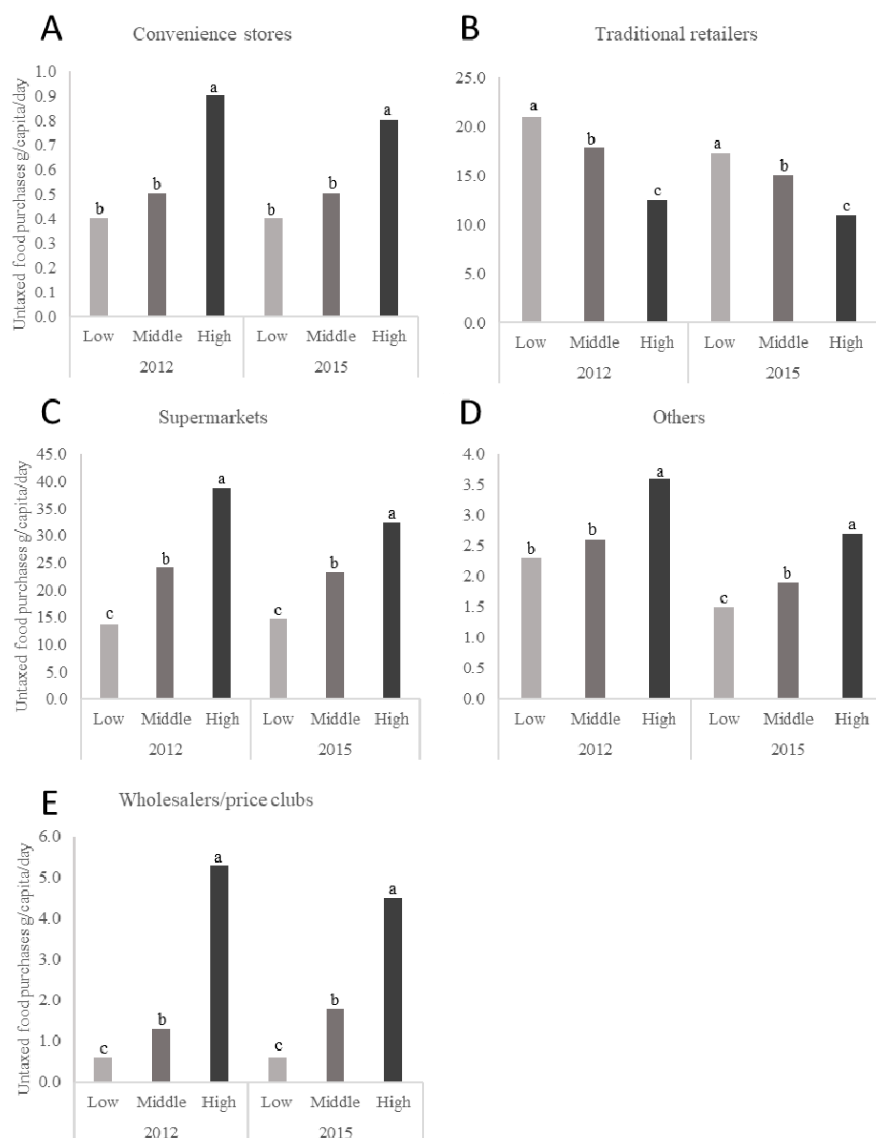 A
Convenience stores
Untaxed food purchases g/capita/day
1.0
0.9
0.8
0.7
0.6
0.5
0.4
0.3
0.2
0.1
0.0
b
b
a
b
b
a
Low Middle High Low Middle High
2012 2015
B
Traditional retailers
25.0
20.0
15.0
10.0
5.0
0.0
a
b
c
a
b
c
Low Middle High Low Middle High
2012 2015
C
Supermarkets
Untaxed food purchases g/capita/day
45.0
40.0
35.0
30.0
25.0
20.0
15.0
10.0
5.0
0.0
c
b
a
c
b
a
Low Middle High Low Middle High
2012 2015
D
Others
4.0
3.5
3.0
2.5
2.0
1.5
1.0
0.5
0.0
b
b
a
c
b
a
Low Middle High Low Middle High
2012 2015
E
Wholesalers/price clubs
Untaxed food purchases g/capita/day
6.0
5.0
4.0
3.0
2.0
1.0
0.0
c
b
a
c
b
a
Low Middle High Low Middle High
2012 2015